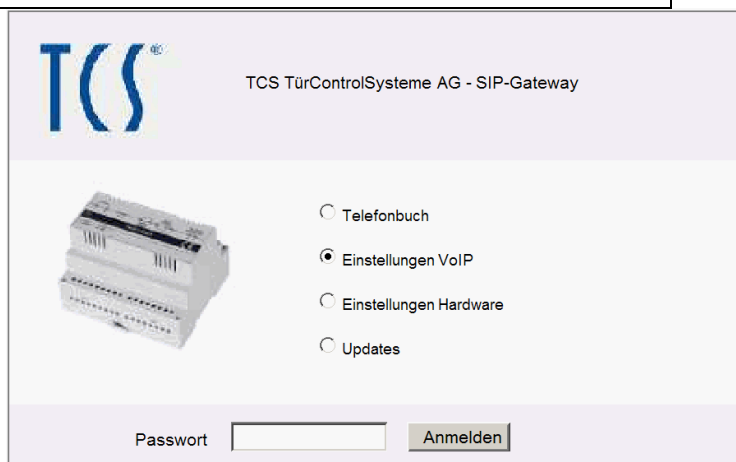 TCS®
TCS TürControlSysteme AG - SIP-Gateway
Telefonbuch
Einstellungen VoIP
Einstellungen Hardware
Updates
Passwort
Anmelden